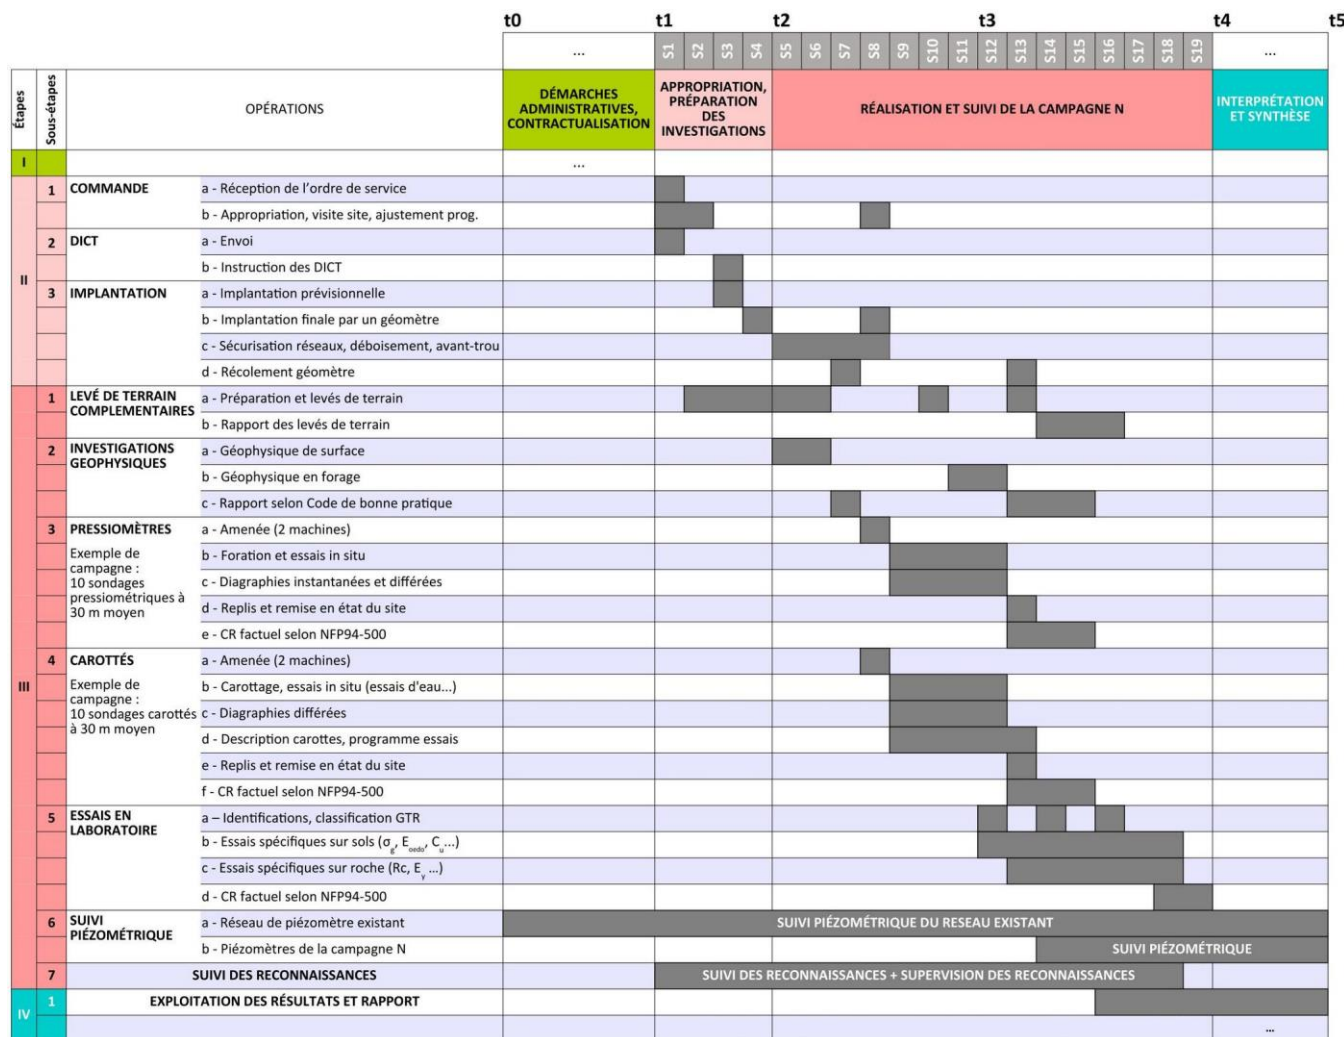 t0 t1 t2 t3 t4 t5
... S1 S2 S3 S4 S5 S6 S7 S8 S9 S10 S11 S12 S13 S14 S15 S16 S17 S18 S19 ...
Étapes
Sous-étapes
OPÉRATIONS
DÉMARCHES
ADMINISTRATIVES,
CONTRACTUALISATION
APPROPRIATION,
PRÉPARATION
DES
INVESTIGATIONS
RÉALISATION ET SUIVI DE LA CAMPAGNE N
INTERPRÉTATION
ET SYNTHÈSE
I ...
II
1 COMMANDE a - Réception de l'ordre de service
b - Appropriation, visite site, ajustement prog.
2 DICT a - Envoi
b - Instruction des DICT
3 IMPLANTATION a - Implantation prévisionnelle
b - Implantation finale par un géomètre
c - Sécurisation réseaux, déboisement, avant-trou
d - Récolement géomètre
III
1 LEVÉ DE TERRAIN
COMPLEMENTAIRES
a - Préparation et levés de terrain
b - Rapport des levés de terrain
2 INVESTIGATIONS
GEOPHYSIQUES
a - Géophysique de surface
b - Géophysique en forage
c - Rapport selon Code de bonne pratique
3 PRESSIOMÈTRES
Exemple de
campagne :
10 sondages
pressiométriques à
30 m moyen
a - Amenée (2 machines)
b - Foration et essais in situ
c - Diagraphies instantanées et différées
d - Replis et remise en état du site
e - CR factuel selon NFP94-500
4 CAROTTÉS
Exemple de
campagne :
10 sondages carottés
à 30 m moyen
a - Amenée (2 machines)
b - Carottage, essais in situ (essais d'eau...)
c - Diagraphies différées
d - Description carottes, programme essais
e - Replis et remise en état du site
f - CR factuel selon NFP94-500
5 ESSAIS EN
LABORATOIRE
a – Identifications, classification GTR
b - Essais spécifiques sur sols (σg, Eoedo, Cu...)
c - Essais spécifiques sur roche (Rc, Ey ...)
d - CR factuel selon NFP94-500
6 SUIVI
PIÉZOMÉTRIQUE
a - Réseau de piézomètre existant
SUIVI PIÉZOMÉTRIQUE DU RESEAU EXISTANT
b - Piézomètres de la campagne N
SUIVI PIÉZOMÉTRIQUE
7 SUIVI DES RECONNAISSANCES
SUIVI DES RECONNAISSANCES + SUPERVISION DES RECONNAISSANCES
IV
1 EXPLOITATION DES RÉSULTATS ET RAPPORT
...